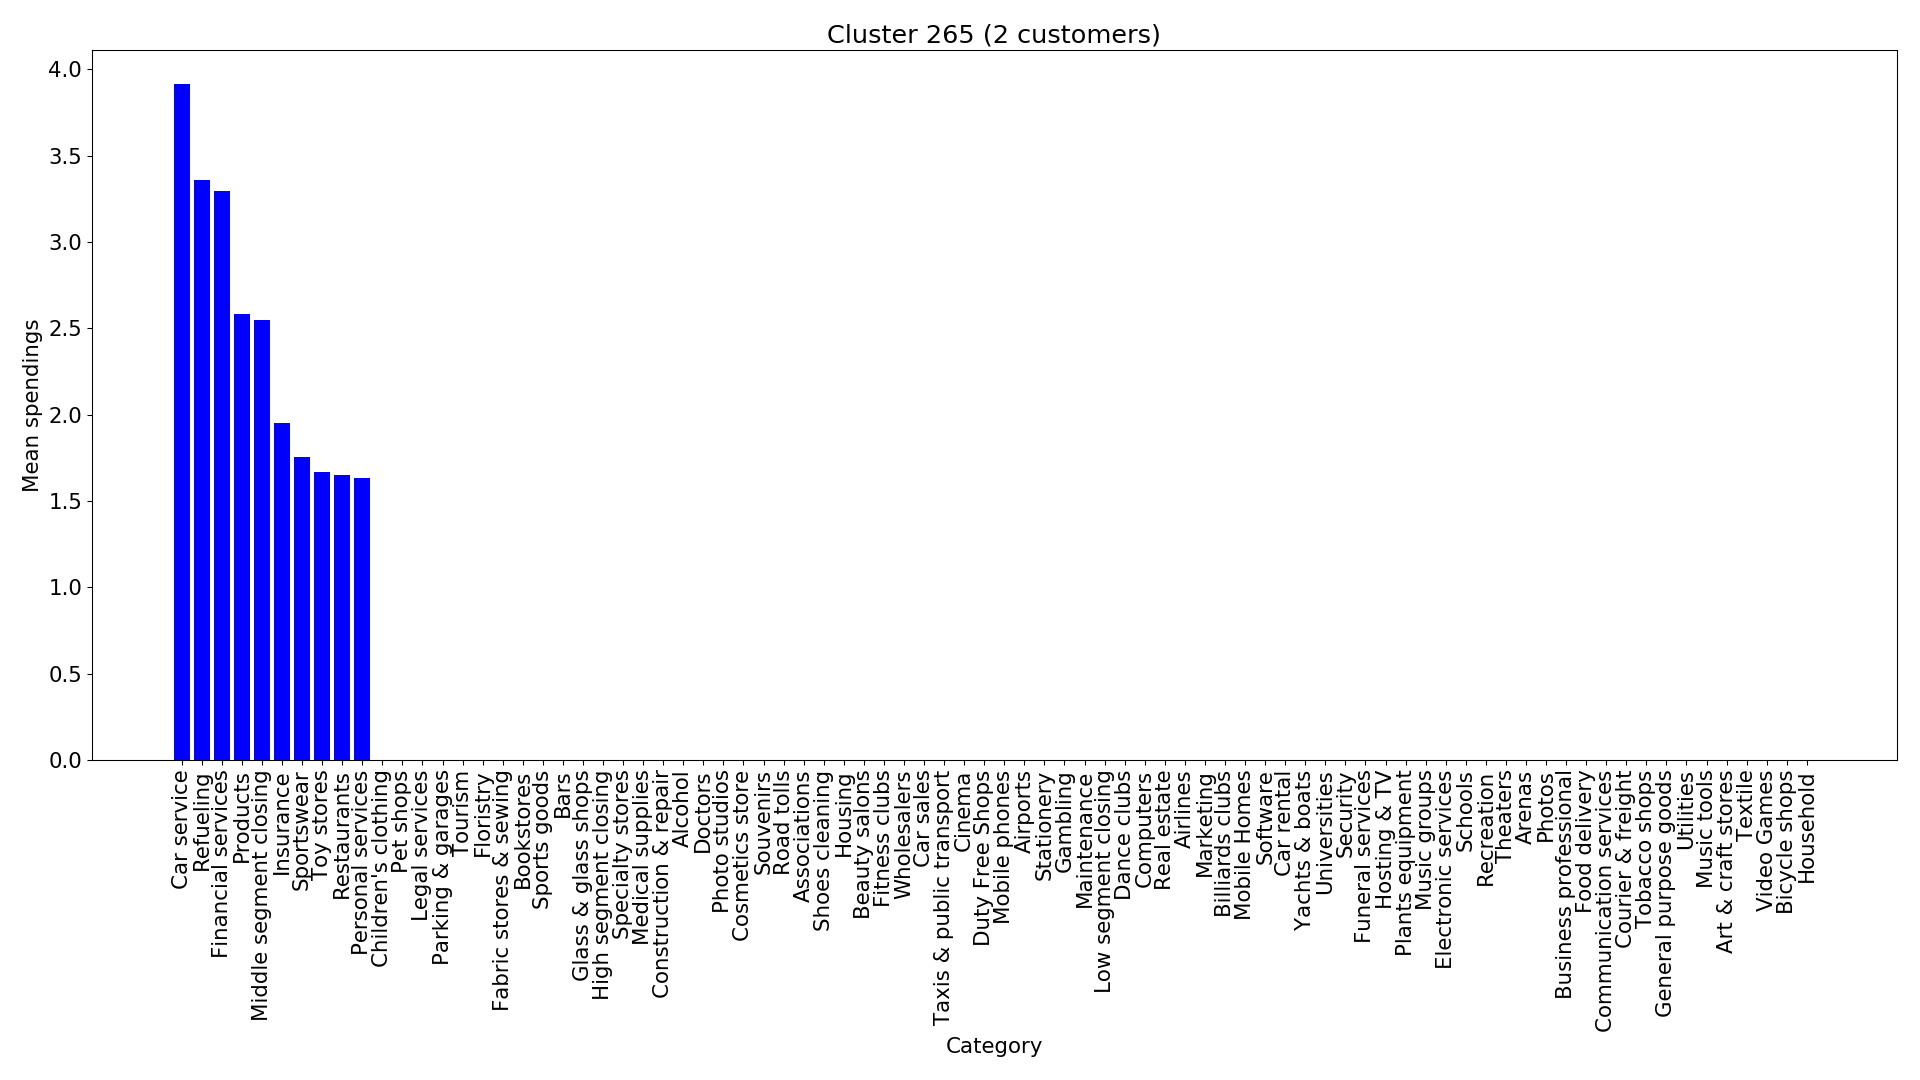 Cluster 265 (2 customers)
Mean spendings
4.0
3.5
3.0
2.5
2.0
1.5
1.0
0.5
0.0
Car service
Refueling
Financial services
Products
Middle segment closing
Insurance
Sportswear
Toy stores
Restaurants
Personal services
Children's clothing
Pet shops
Legal services
Parking & garages
Tourism
Floristry
Fabric stores & sewing
Bookstores
Sports goods
Bars
Glass & glass shops
High segment closing
Specialty stores
Medical supplies
Construction & repair
Alcohol
Doctors
Photo studios
Cosmetics store
Souvenirs
Road tolls
Associations
Shoes cleaning
Housing
Beauty salons
Fitness clubs
Wholesalers
Car sales
Taxis & public transport
Cinema
Duty Free Shops
Mobile phones
Airports
Stationery
Gambling
Maintenance
Low segment closing
Dance clubs
Computers
Real estate
Airlines
Marketing
Billiards clubs
Mobile Homes
Software
Car rental
Yachts & boats
Universities
Security
Funeral services
Hosting & TV
Plants equipment
Music groups
Electronic services
Schools
Recreation
Theaters
Arenas
Photos
Business professional
Food delivery
Communication services
Courier & freight
Tobacco shops
General purpose goods
Utilities
Music tools
Art & craft stores
Textile
Video Games
Bicycle shops
Household
Category